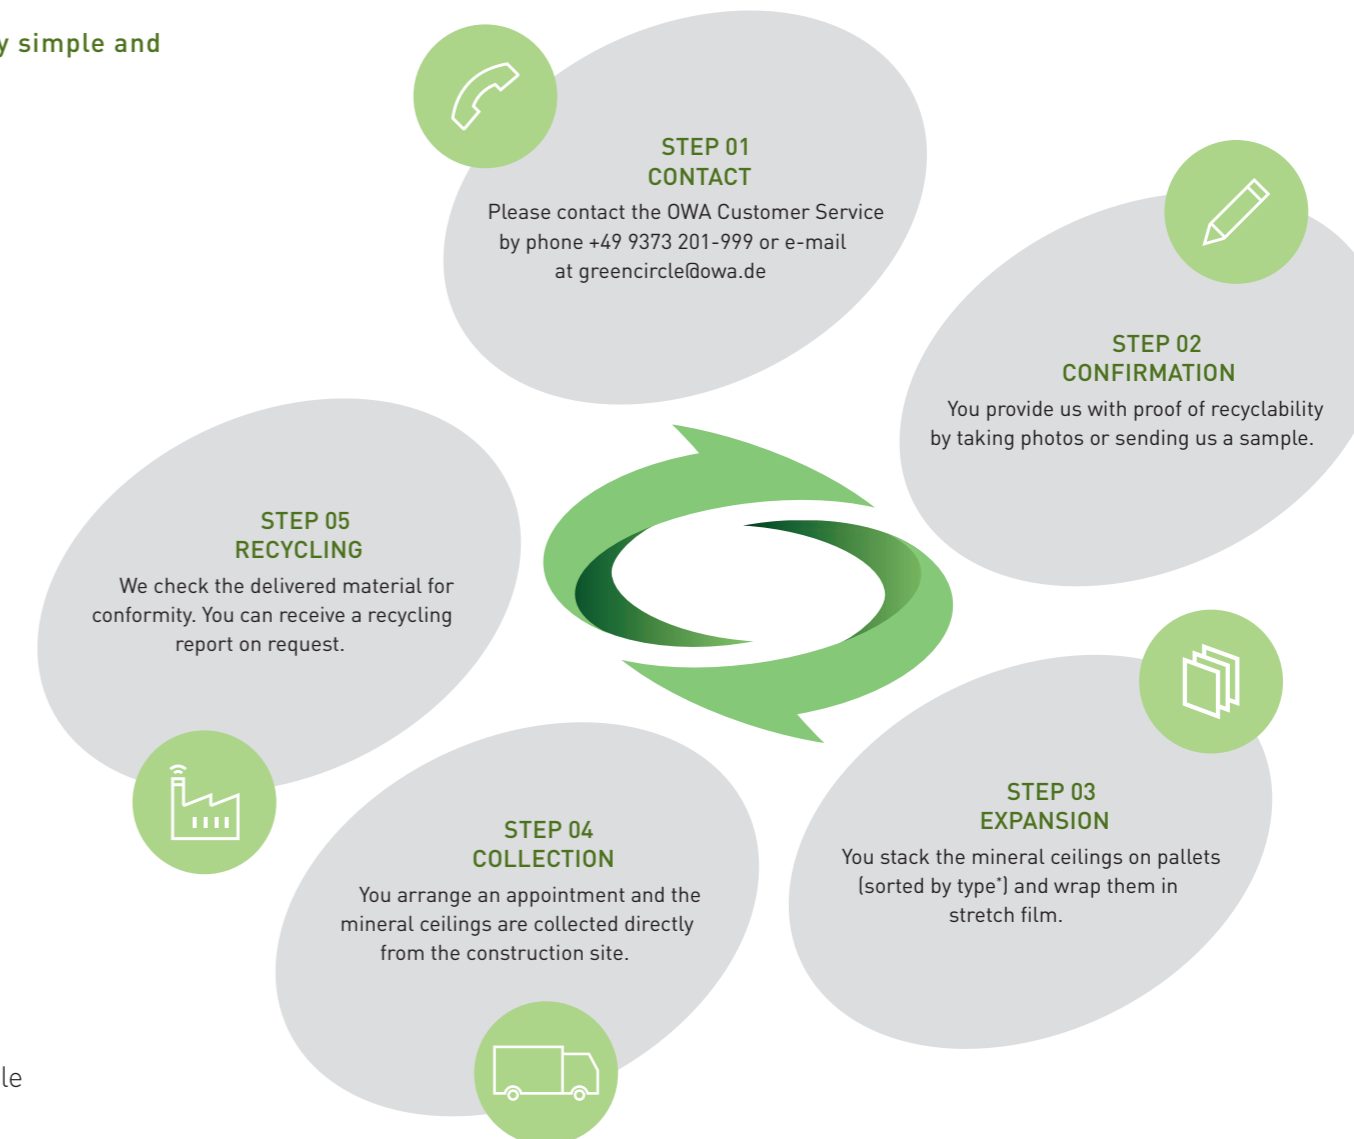 y simple and
STEP 01
CONTACT
Please contact the OWA Customer Service
by phone +49 9373 201-999 or e-mail
at greencircle@owa.de
STEP 02
CONFIRMATION
You provide us with proof of recyclability
by taking photos or sending us a sample.
STEP 03
EXPANSION
You stack the mineral ceilings on pallets
(sorted by type*) and wrap them in
stretch film.
STEP 04
COLLECTION
You arrange an appointment and the
mineral ceilings are collected directly
from the construction site.
STEP 05
RECYCLING
We check the delivered material for
conformity. You can receive a recycling
report on request.
le